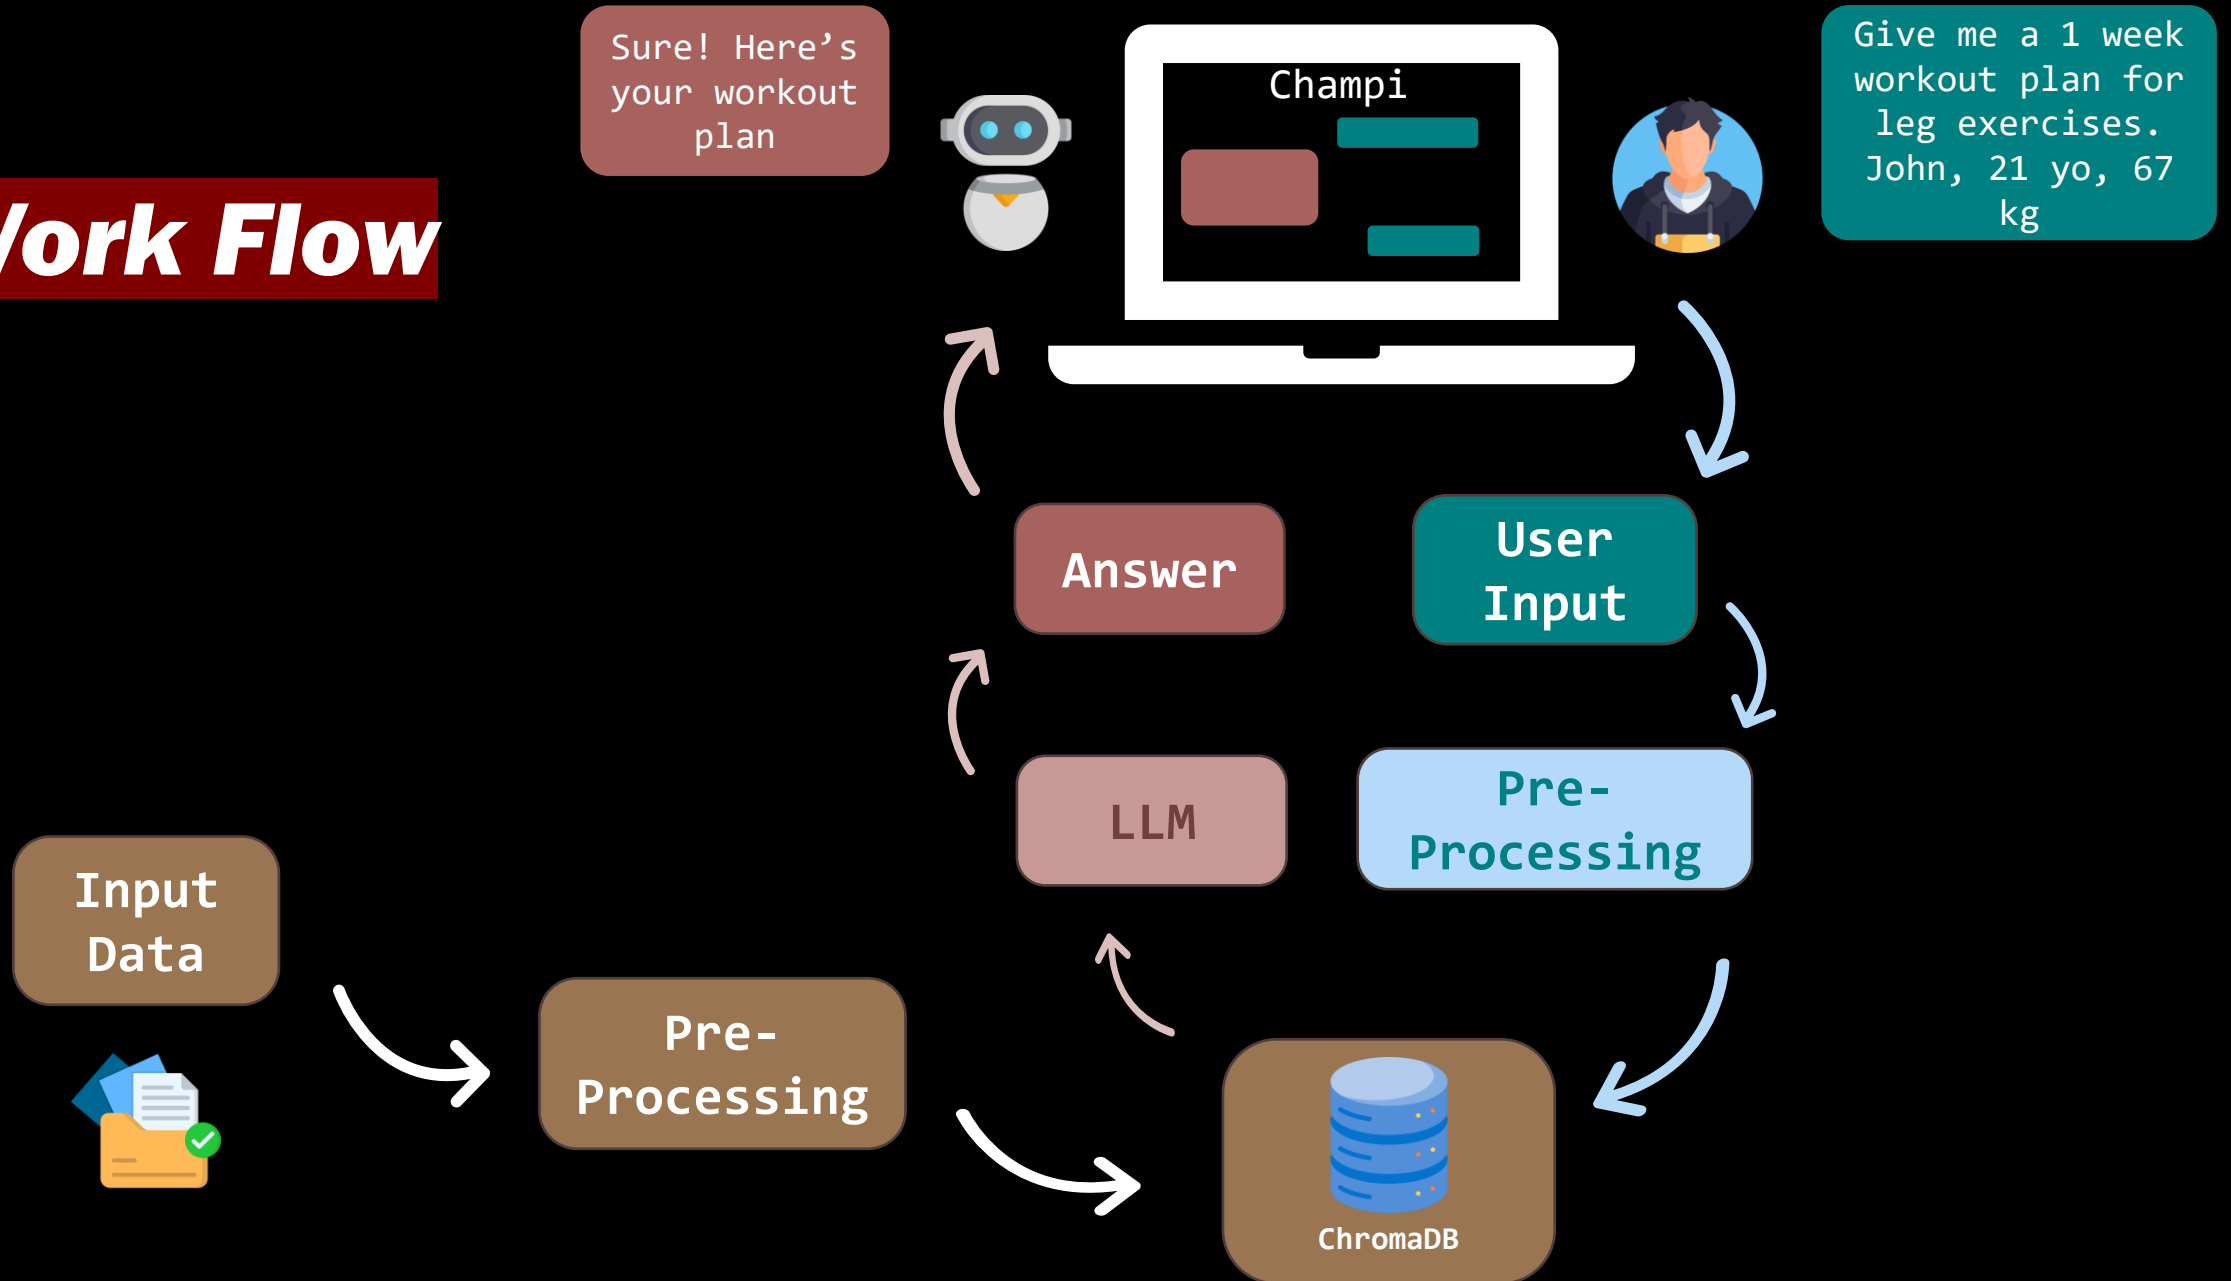 Sure! Here’s
your workout
plan
Champi
Give me a 1 week
workout plan for
leg exercises.
John, 21 yo, 67
kg
Flow
Answer
User
Input
LLM
Pre-
Processing
Input
Data
Pre-
Processing
ChromaDB